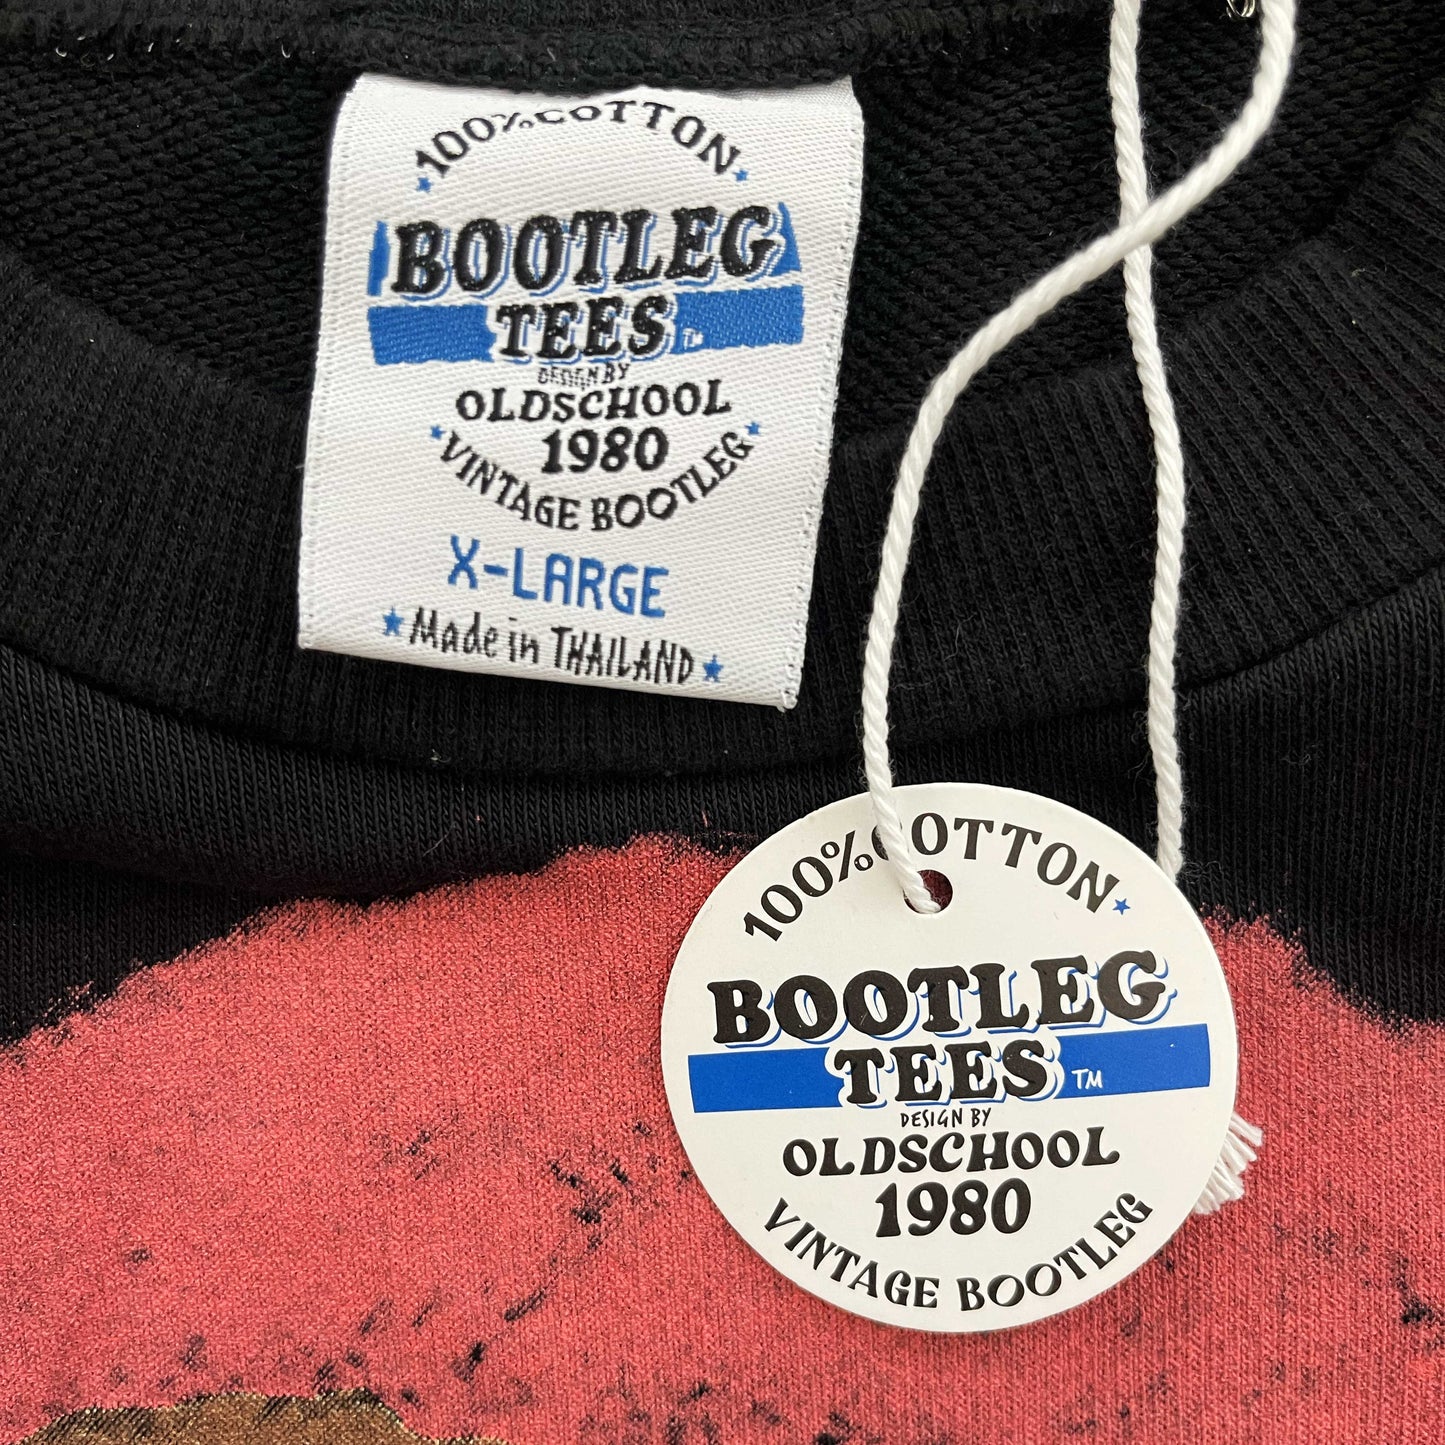 100% COTTON
BOOTLEG
TEES TM
DESIGN BY
OLDSCHOOL
1980
VINTAGE BOOTLEG
X-LARGE
Made in THAILAND
100% COTTON
BOOTLEG
TEES TM
DESIGN BY
OLDSCHOOL
1980
VINTAGE BOOTLEG